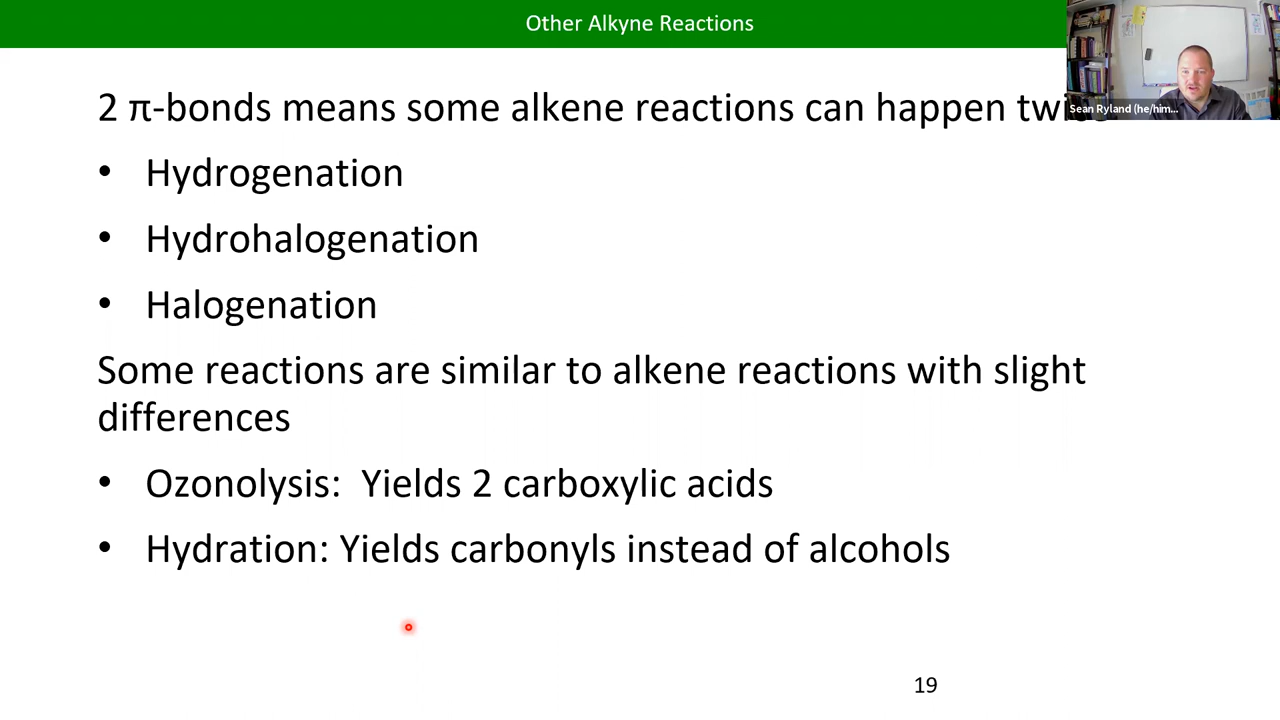 Other Alkyne Reactions
2 π-bonds means some alkene reactions can happen
Sean Ryland (he/him...
• Hydrogenation
• Hydrohalogenation
• Halogenation
Some reactions are similar to alkene reactions with slight
differences
• Ozonolysis:  Yields 2 carboxylic acids
• Hydration: Yields carbonyls instead of alcohols
19